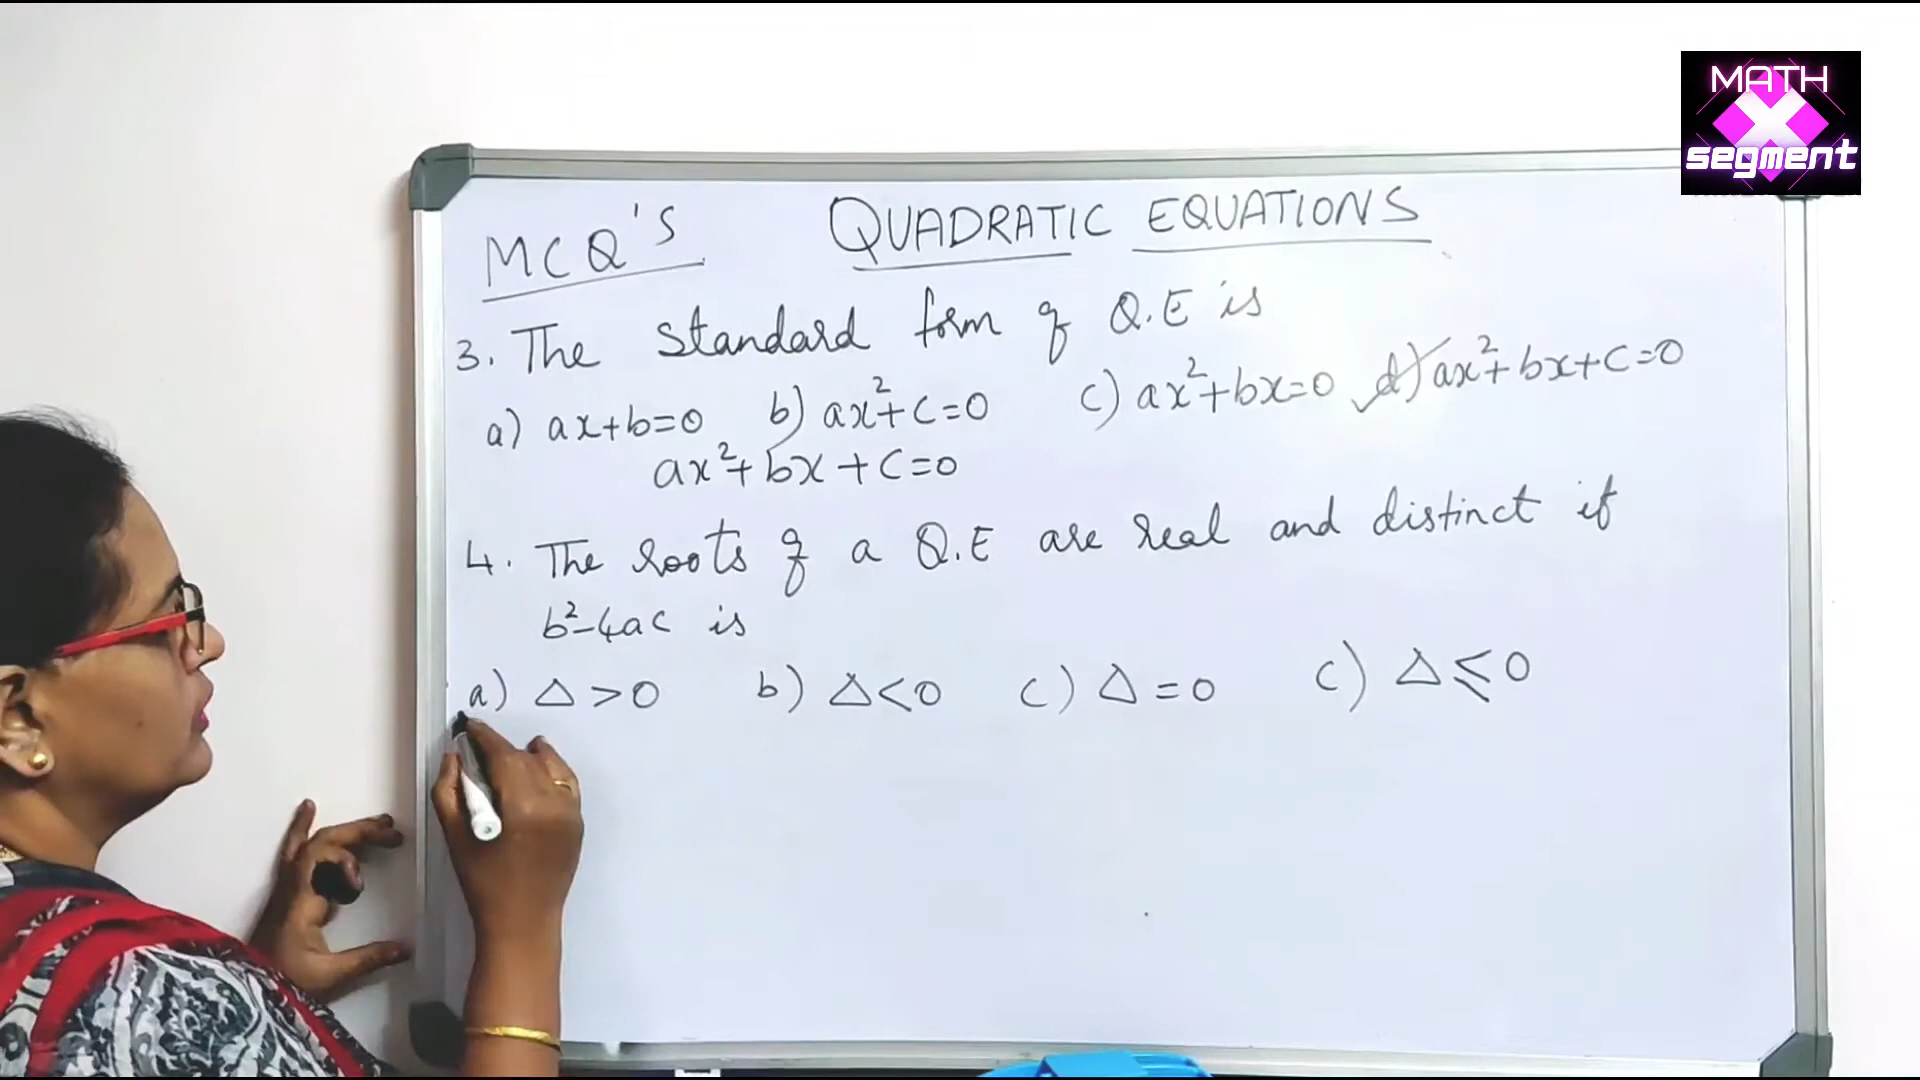 MATH
segment
MCQ'S QUADRATIC EQUATIONS
3. The standard form of Q.E is
a) ax+b=0 b) ax²+c=0 c) ax²+bx=0 d) ax²+bx+c=0
ax²+bx+c=0
4. The roots of a Q.E are real and distinct if
b²-4ac is
a) △>0 b) △<0 c) △=0 c) △⩽0